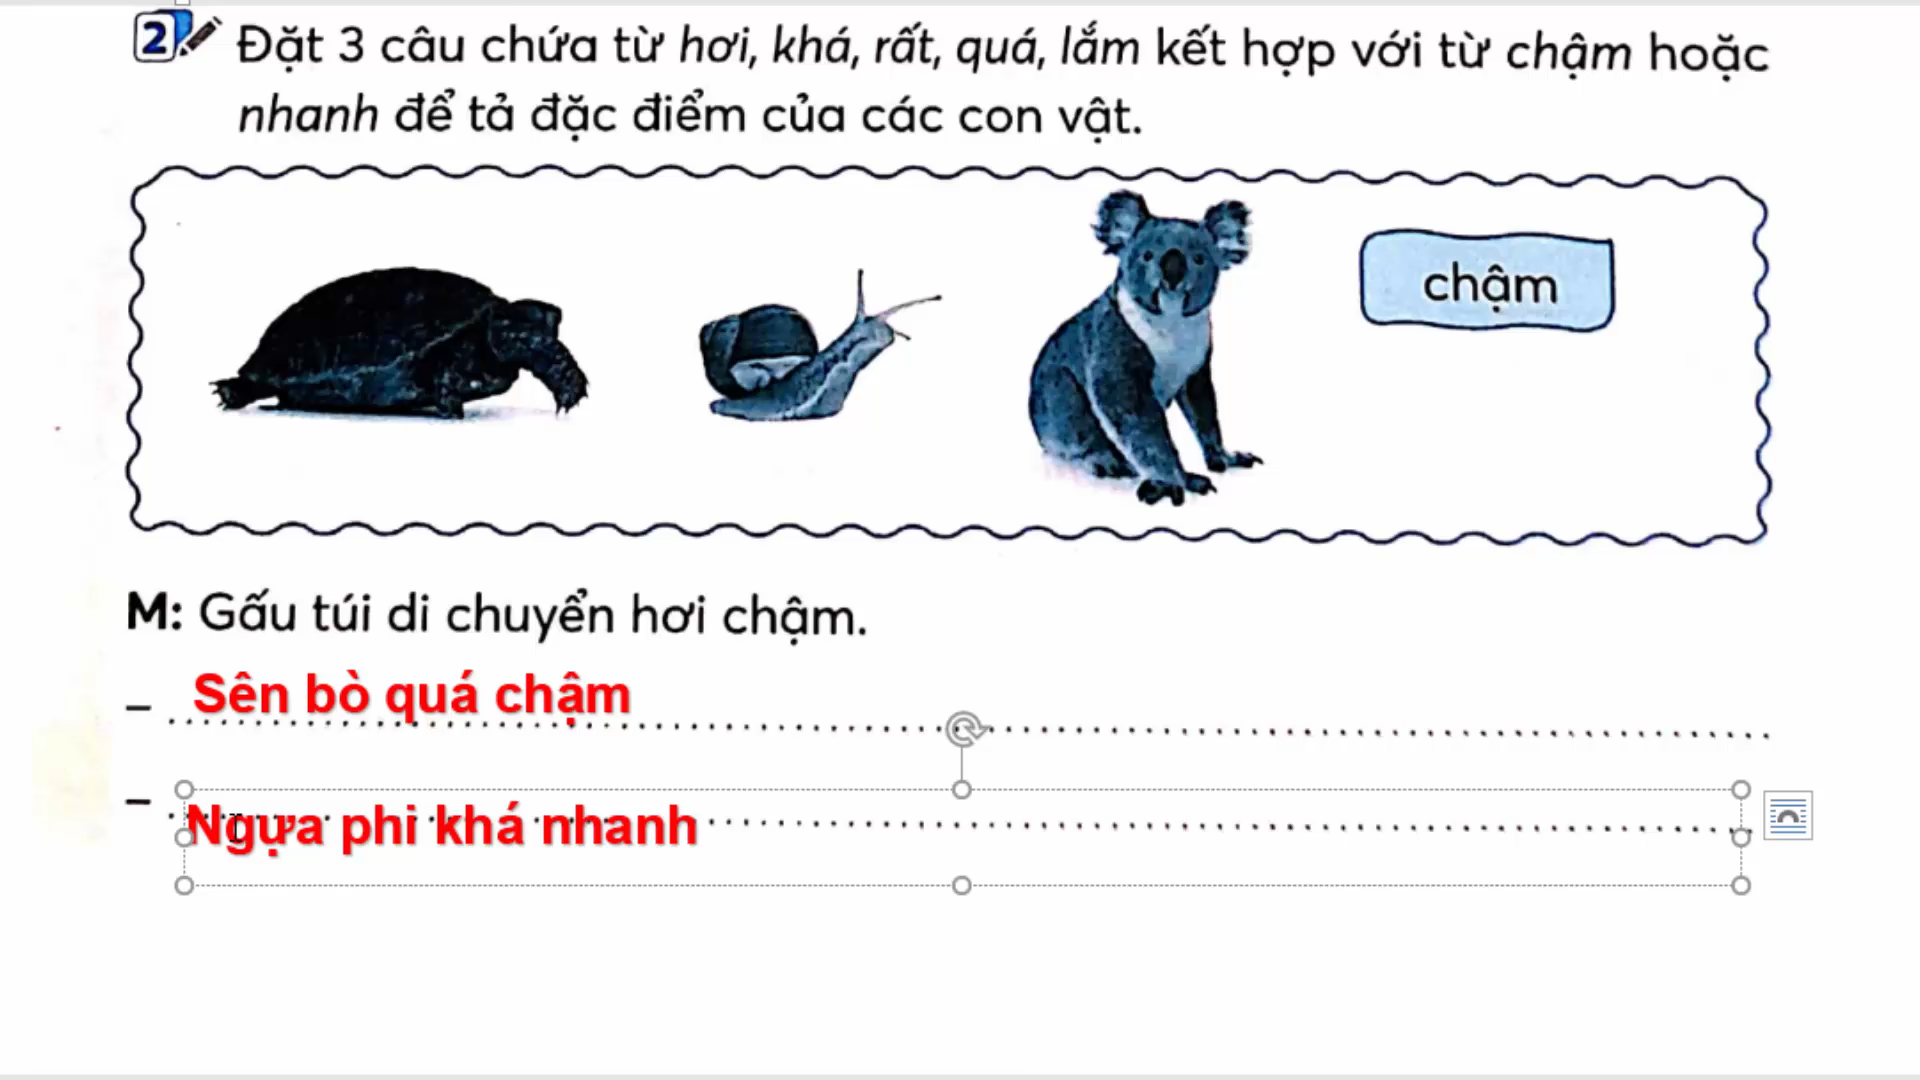 2 Đặt 3 câu chứa từ hơi, khá, rất, quá, lắm kết hợp với từ chậm hoặc
nhanh để tả đặc điểm của các con vật.
chậm
M: Gấu túi di chuyển hơi chậm.
– Sên bò quá chậm
– Ngựa phi khá nhanh